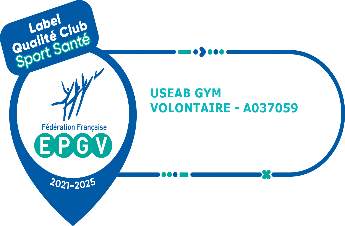 Label
Qualité Club
Sport Santé
Fédération Française
EPGV
2021-2025
USEAB GYM
VOLONTAIRE - A037059